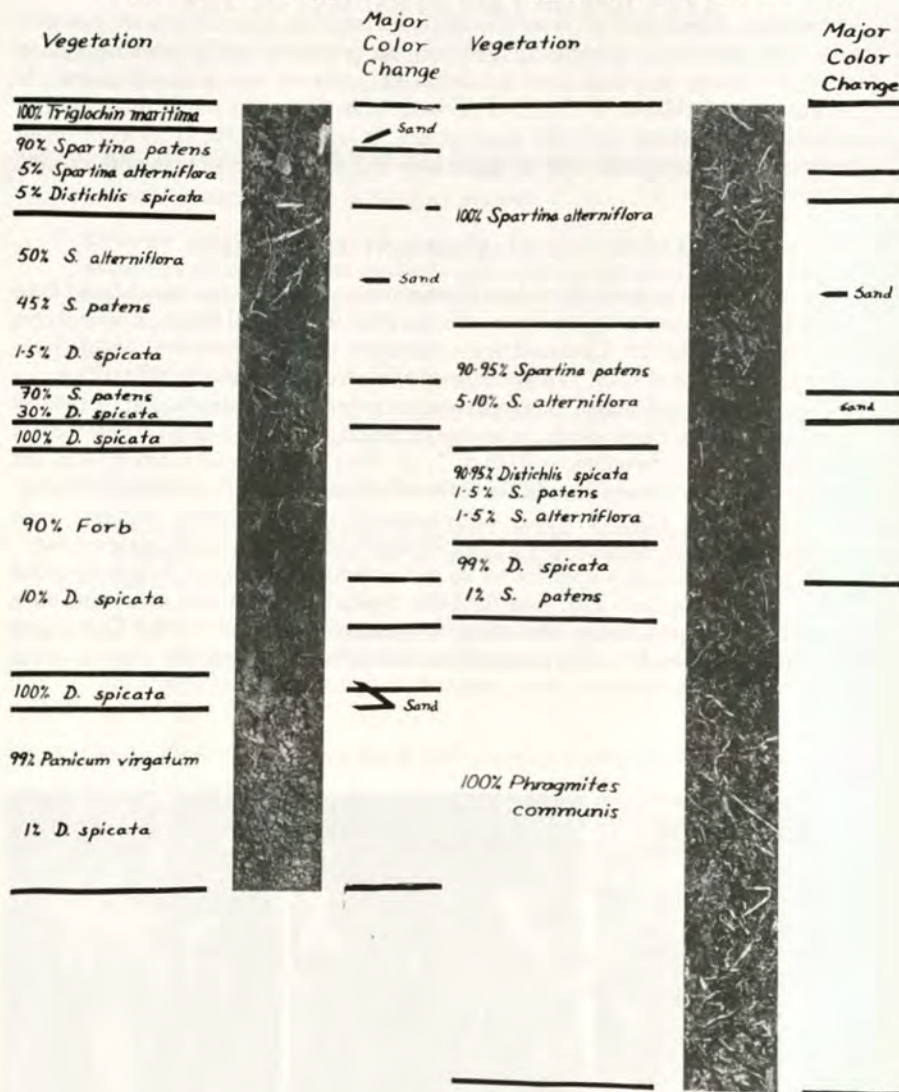 Vegetation
100% Triglochin maritima
90% Spartina patens
5% Spartina alterniflora
5% Distichlis spicata
50% S. alterniflora
45% S. patens
1-5% D. spicata
70% S. patens
30% D. spicata
100% D. spicata
90% Forb
10% D. spicata
100% D. spicata
99% Panicum virgatum
1% D. spicata
Major
Color
Change
Sand
Sand
Sand
Vegetation
100% Spartina alterniflora
90-95% Spartina patens
5-10% S. alterniflora
90-95% Distichlis spicata
1-5% S. patens
1-5% S. alterniflora
99% D. spicata
1% S. patens
100% Phragmites
communis
Major
Color
Change
Sand
Sand